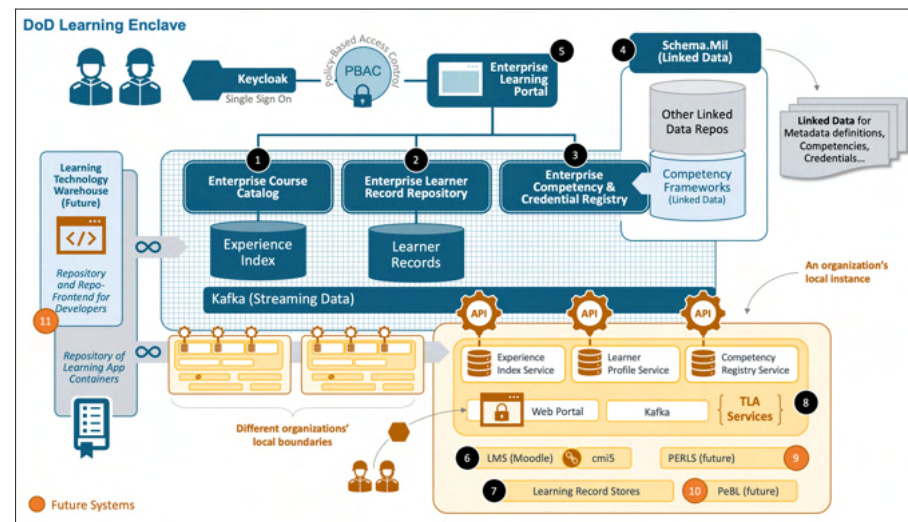 DoD Learning Enclave
Keycloak
Single Sign On
Policy-Based Access Control
PBAC
5
Enterprise
Learning
Portal
4
Schema.Mil
(Linked Data)
Other Linked
Data Repos
Competency
Frameworks
(Linked Data)
Linked Data for
Metadata definitions,
Competencies,
Credentials...
1
Enterprise Course
Catalog
2
Enterprise Learner
Record Repository
3
Enterprise
Competency &
Credential Registry
Experience
Index
Learner
Records
Kafka (Streaming Data)
Learning
Technology
Warehouse
(Future)
</>
Repository
and Repo-
Frontend for
Developers
11
Repository of
Learning App
Containers
∞
∞
An organization's
local instance
API
API
API
Experience
Index Service
Learner
Profile Service
Competency
Registry Service
Web Portal
Kafka
{ TLA
Services }
8
Different organizations'
local boundaries
6 LMS (Moodle) cmi5
PERLS (future) 9
7 Learning Record Stores
10 PeBL (future)
Future Systems